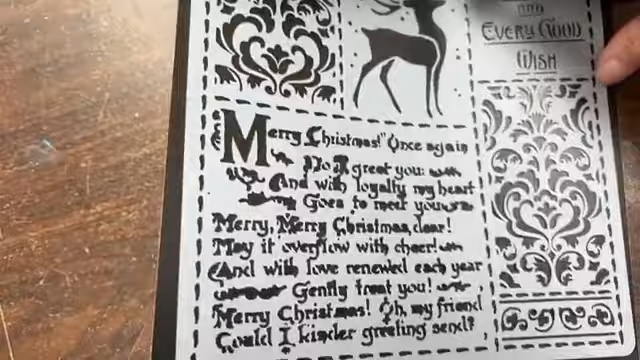 and
Every Good
Wish
Merry Christmas!" Once again
Do I greet you:
And with loyalty my heart
Goes to meet you
Merry, Merry Christmas, dear!
May it overflow with cheer!
And with love renewed each year
Gently treat you!
Merry Christmas! Oh, my friend
Could I kinder greeting send?